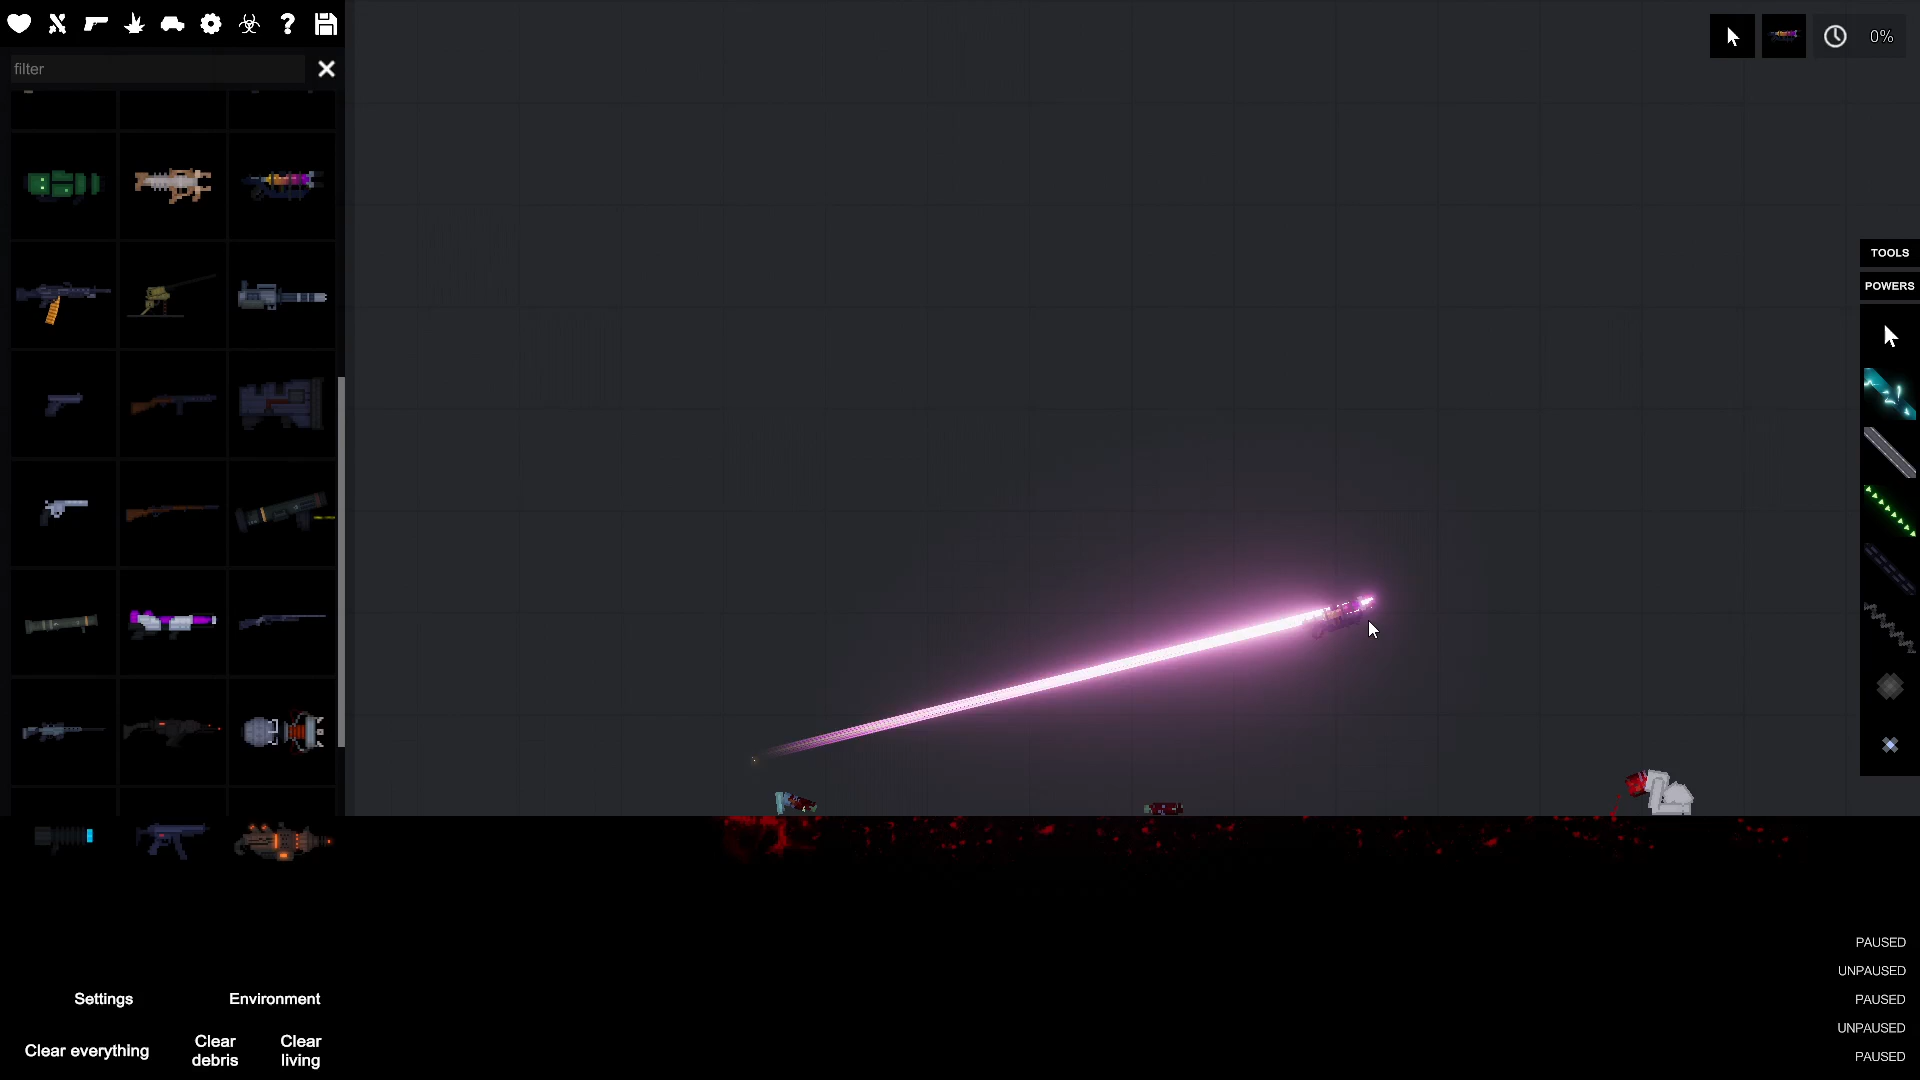 filter
0%
TOOLS
POWERS
PAUSED
UNPAUSED
PAUSED
UNPAUSED
PAUSED
Settings
Environment
Clear everything
Clear debris
Clear living